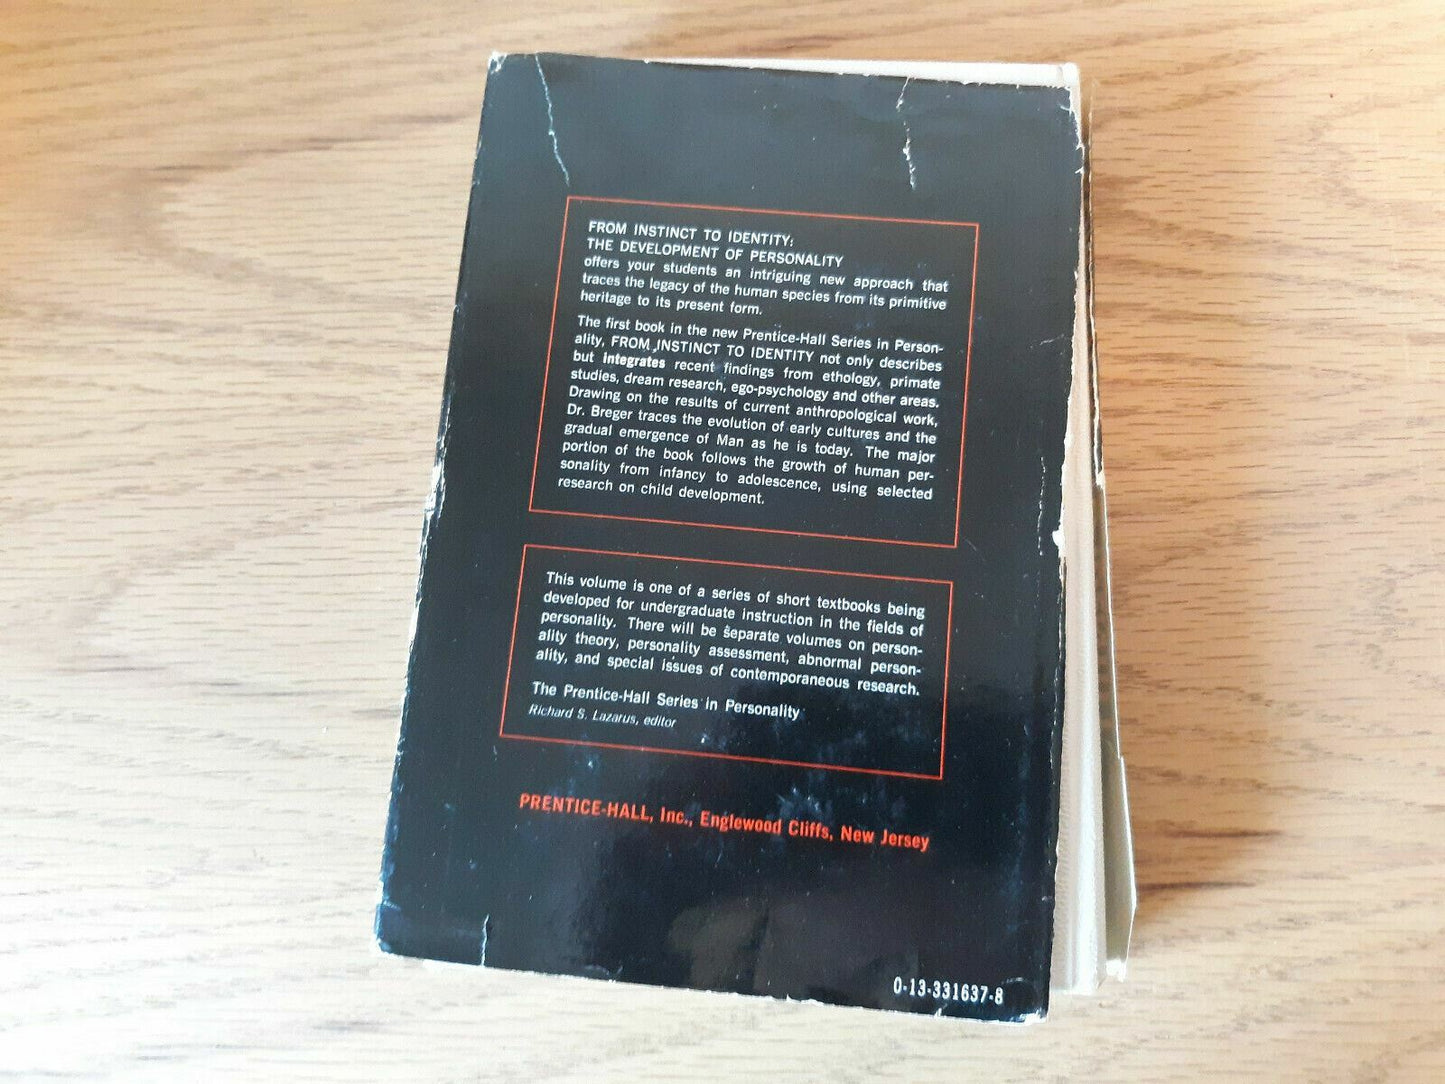 FROM INSTINCT TO IDENTITY:
THE DEVELOPMENT OF PERSONALITY
offers your students an intriguing new approach that
traces the legacy of the human species from its primitive
heritage to its present form.
The first book in the new Prentice-Hall Series in Person-
ality, FROM INSTINCT TO IDENTITY not only describes
but integrates recent findings from ethology, primate
studies, dream research, ego-psychology and other areas.
Drawing on the results of current anthropological work,
Dr. Breger traces the evolution of early cultures and the
gradual emergence of Man as he is today. The major
portion of the book follows the growth of human per-
sonality from infancy to adolescence, using selected
research on child development.
This volume is one of a series of short textbooks being
developed for undergraduate instruction in the fields of
personality. There will be separate volumes on person-
ality theory, personality assessment, abnormal person-
ality, and special issues of contemporaneous research.
The Prentice-Hall Series in Personality
Richard S. Lazarus, editor
PRENTICE-HALL, Inc., Englewood Cliffs, New Jersey
0-13-331637-8